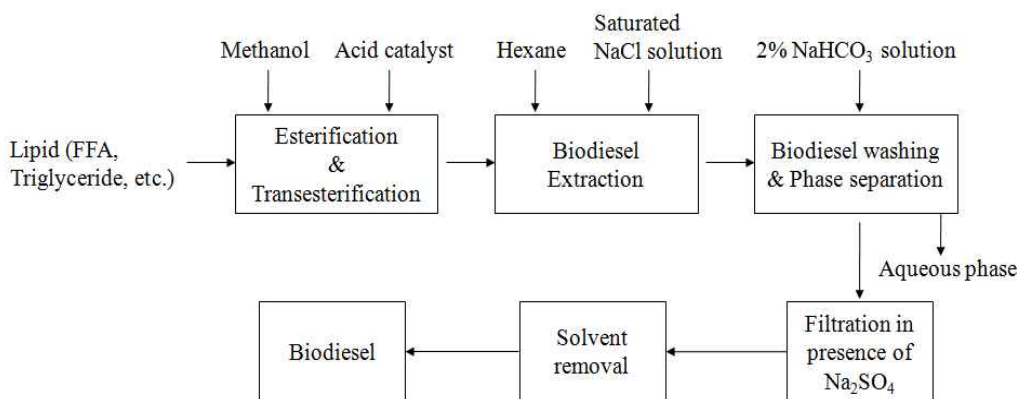 Methanol
Acid catalyst
Hexane
Saturated
NaCl solution
2% NaHCO₃ solution
Lipid (FFA,
Triglyceride, etc.)
Esterification
&
Transesterification
Biodiesel
Extraction
Biodiesel washing
& Phase separation
Aqueous phase
Filtration in
presence of
Na₂SO₄
Solvent
removal
Biodiesel